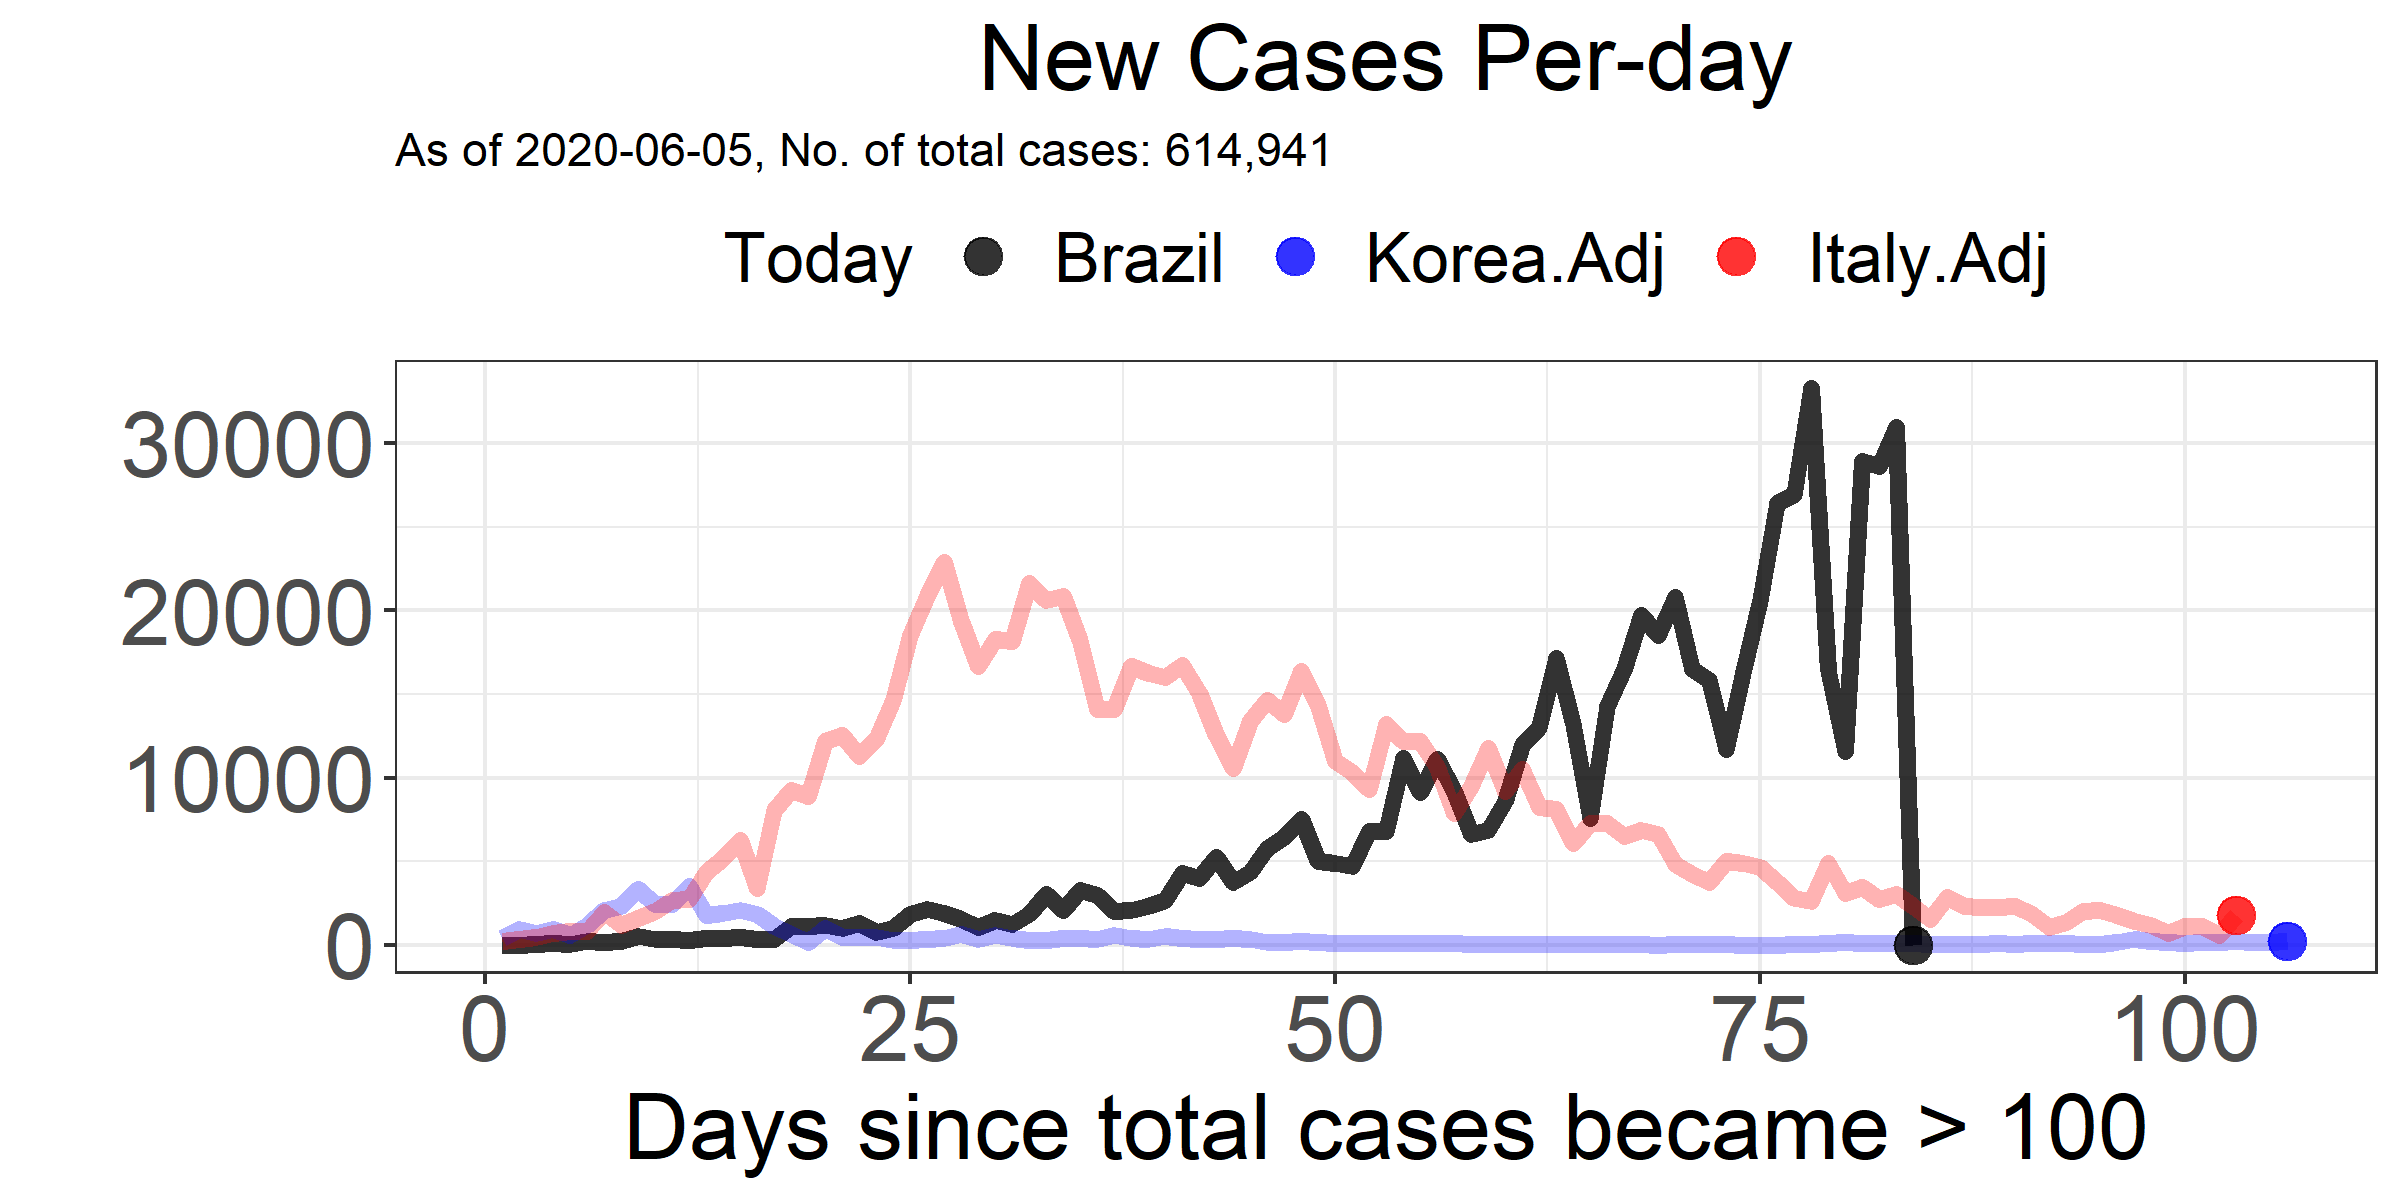 New Cases Per-day
As of 2020-06-05, No. of total cases: 614,941
Today Brazil Korea.Adj Italy.Adj
30000
20000
10000
0
0 25 50 75 100
Days since total cases became > 100